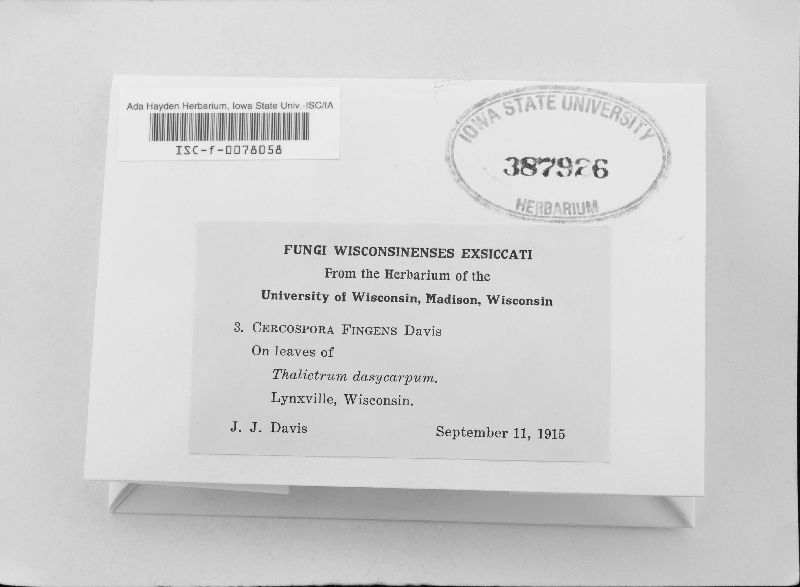 Ada Hayden Herbarium, Iowa State Univ.-ISC/IA
ISC-f-0078058
IOWA STATE UNIVERSITY
387926
HERBARIUM
FUNGI WISCONSINENSES EXSICCATI
From the Herbarium of the
University of Wisconsin, Madison, Wisconsin
3. CERCOSPORA FINGENS Davis
On leaves of
Thalictrum dasycarpum.
Lynxville, Wisconsin.
J. J. Davis
September 11, 1915